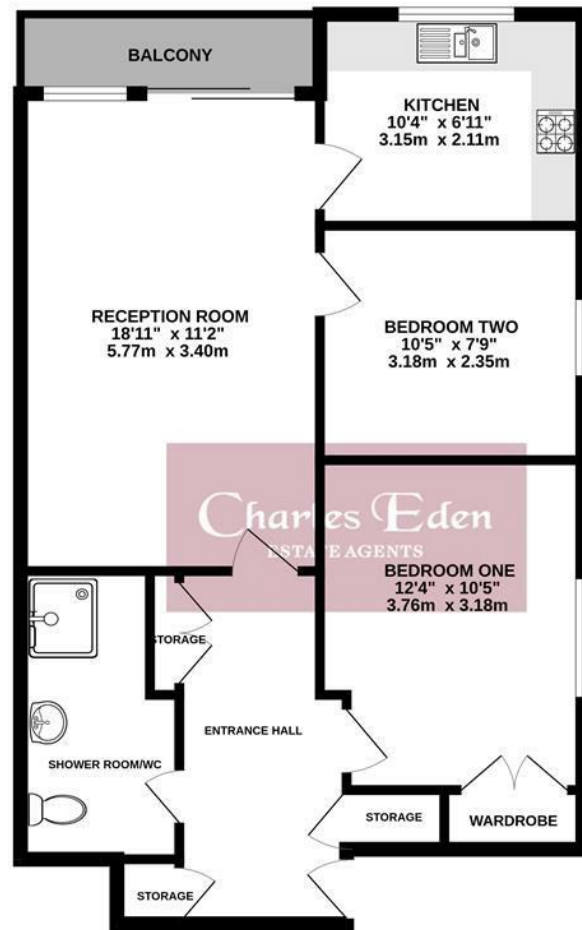 BALCONY
KITCHEN
10'4" x 6'11"
3.15m x 2.11m
RECEPTION ROOM
18'11" x 11'2"
5.77m x 3.40m
BEDROOM TWO
10'5" x 7'9"
3.18m x 2.35m
Charles Eden
ESTATE AGENTS
BEDROOM ONE
12'4" x 10'5"
3.76m x 3.18m
STORAGE
ENTRANCE HALL
SHOWER ROOM/WC
STORAGE
WARDROBE
STORAGE